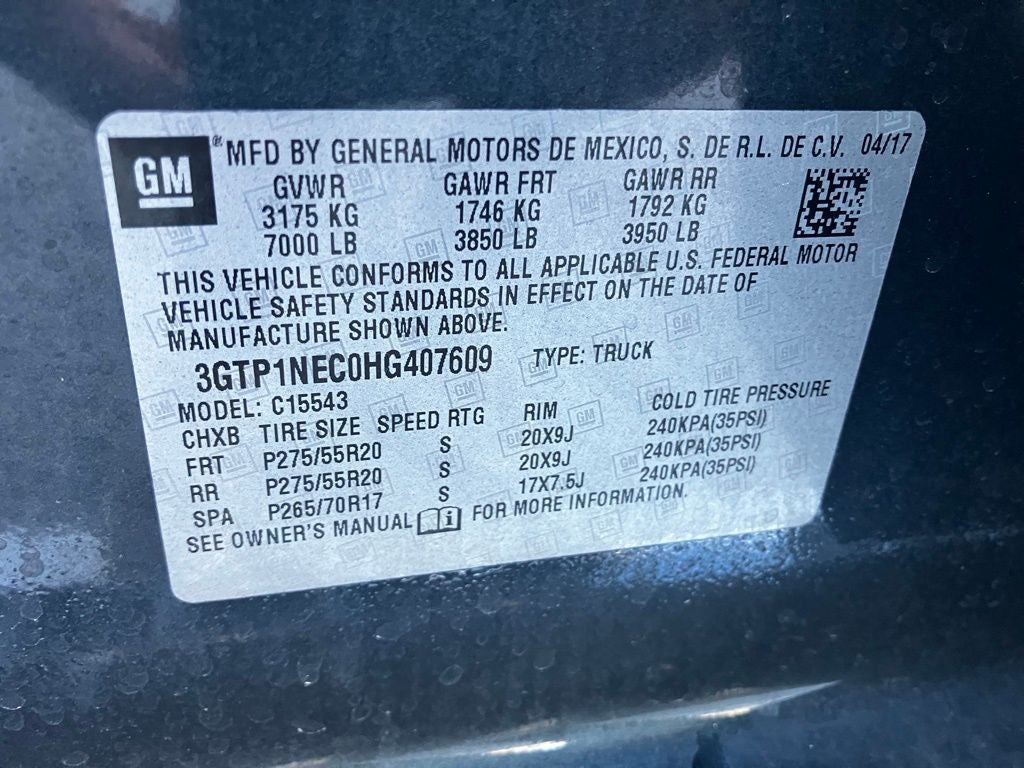 GM
® MFD BY GENERAL MOTORS DE MEXICO, S. DE R.L. DE C.V. 04/17
GVWR GAWR FRT GAWR RR
3175 KG 1746 KG 1792 KG
7000 LB 3850 LB 3950 LB
THIS VEHICLE CONFORMS TO ALL APPLICABLE U.S. FEDERAL MOTOR
VEHICLE SAFETY STANDARDS IN EFFECT ON THE DATE OF
MANUFACTURE SHOWN ABOVE.
3GTP1NEC0HG407609 TYPE: TRUCK
MODEL: C15543
CHXB TIRE SIZE SPEED RTG RIM COLD TIRE PRESSURE
FRT P275/55R20 S 20X9J 240KPA(35PSI)
RR P275/55R20 S 20X9J 240KPA(35PSI)
SPA P265/70R17 S 17X7.5J 240KPA(35PSI)
SEE OWNER'S MANUAL i FOR MORE INFORMATION.